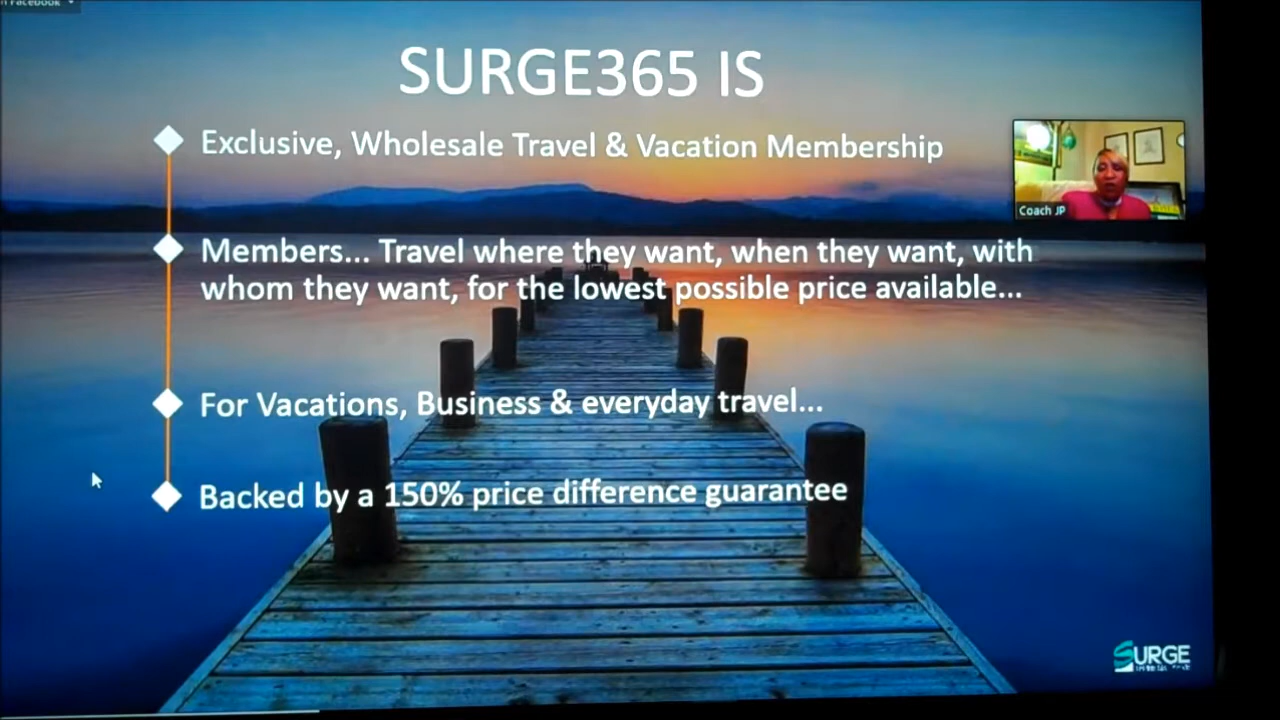 n Facebook
SURGE365 IS
Exclusive, Wholesale Travel & Vacation Membership
Coach JP
Members... Travel where they want, when they want, with
whom they want, for the lowest possible price available...
For Vacations, Business & everyday travel...
Backed by a 150% price difference guarantee
SURGE